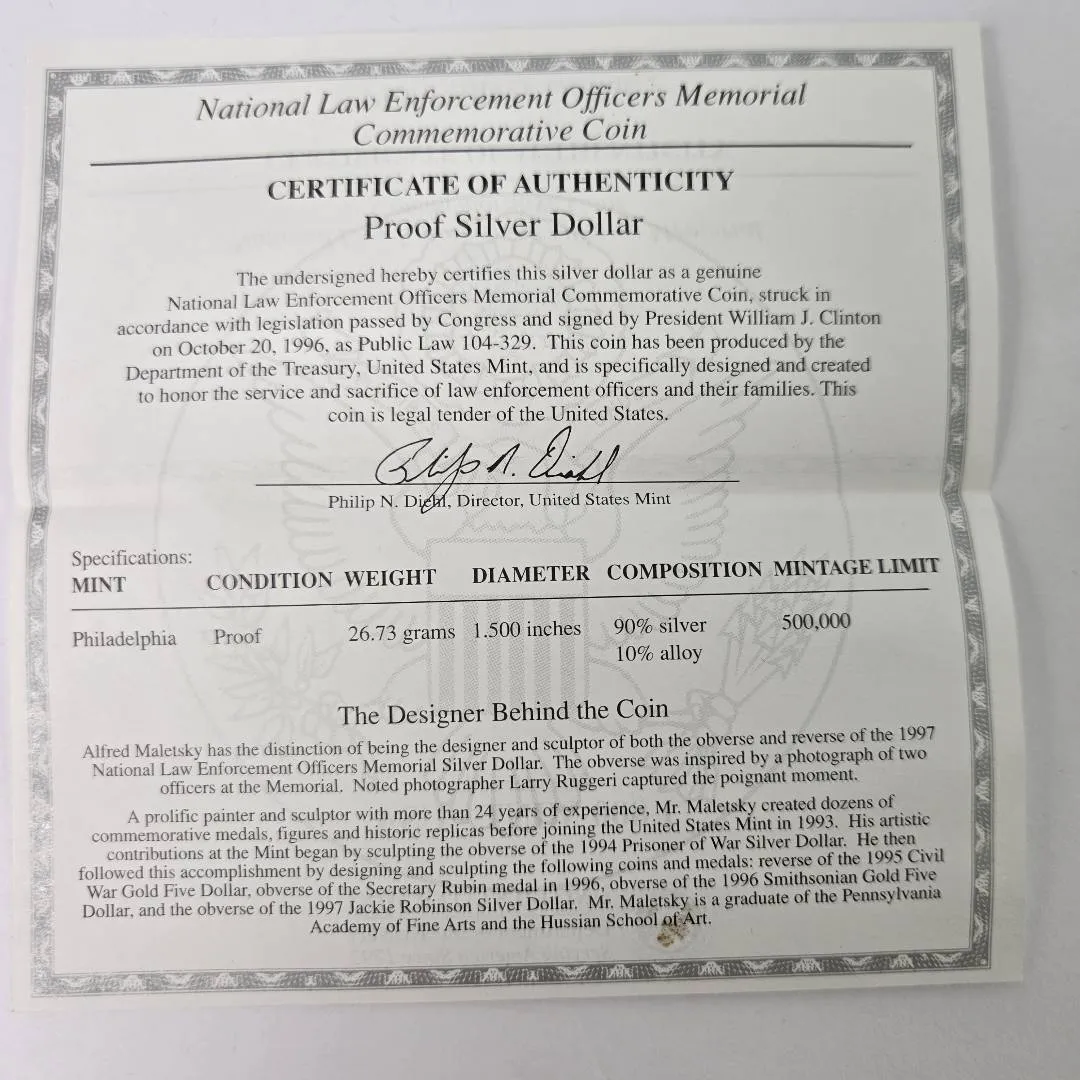 National Law Enforcement Officers Memorial
Commemorative Coin
CERTIFICATE OF AUTHENTICITY
Proof Silver Dollar
The undersigned hereby certifies this silver dollar as a genuine
National Law Enforcement Officers Memorial Commemorative Coin, struck in
accordance with legislation passed by Congress and signed by President William J. Clinton
on October 20, 1996, as Public Law 104-329. This coin has been produced by the
Department of the Treasury, United States Mint, and is specifically designed and created
to honor the service and sacrifice of law enforcement officers and their families. This
coin is legal tender of the United States.
Philip N. Diehl
Philip N. Diehl, Director, United States Mint
Specifications:
MINT CONDITION WEIGHT DIAMETER COMPOSITION MINTAGE LIMIT
Philadelphia Proof 26.73 grams 1.500 inches 90% silver 500,000
10% alloy
The Designer Behind the Coin
Alfred Maletsky has the distinction of being the designer and sculptor of both the obverse and reverse of the 1997
National Law Enforcement Officers Memorial Silver Dollar. The obverse was inspired by a photograph of two
officers at the Memorial. Noted photographer Larry Ruggeri captured the poignant moment.
A prolific painter and sculptor with more than 24 years of experience, Mr. Maletsky created dozens of
commemorative medals, figures and historic replicas before joining the United States Mint in 1993. His artistic
contributions at the Mint began by sculpting the obverse of the 1994 Prisoner of War Silver Dollar. He then
followed this accomplishment by designing and sculpting the following coins and medals: reverse of the 1995 Civil
War Gold Five Dollar, obverse of the Secretary Rubin medal in 1996, obverse of the 1996 Smithsonian Gold Five
Dollar, and the obverse of the 1997 Jackie Robinson Silver Dollar. Mr. Maletsky is a graduate of the Pennsylvania
Academy of Fine Arts and the Hussian School of Art.